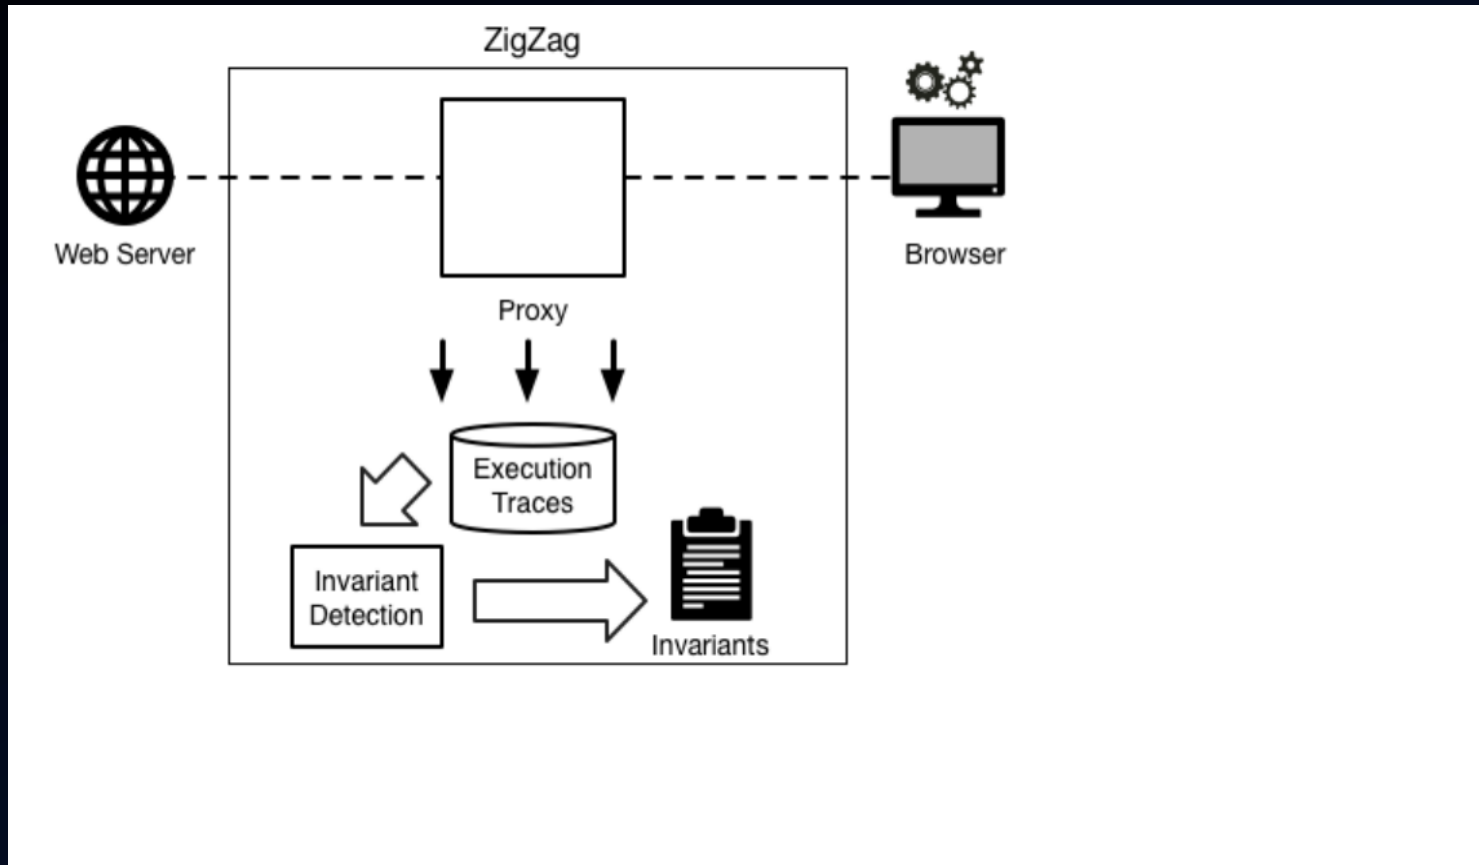 ZigZag
Web Server
Browser
Proxy
Execution
Traces
Invariant
Detection
Invariants